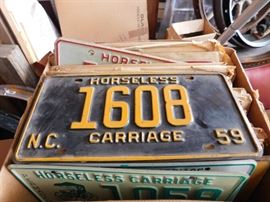 HORSELESS
1608
N.C. CARRIAGE 59
HORSELESS CARRIAGE